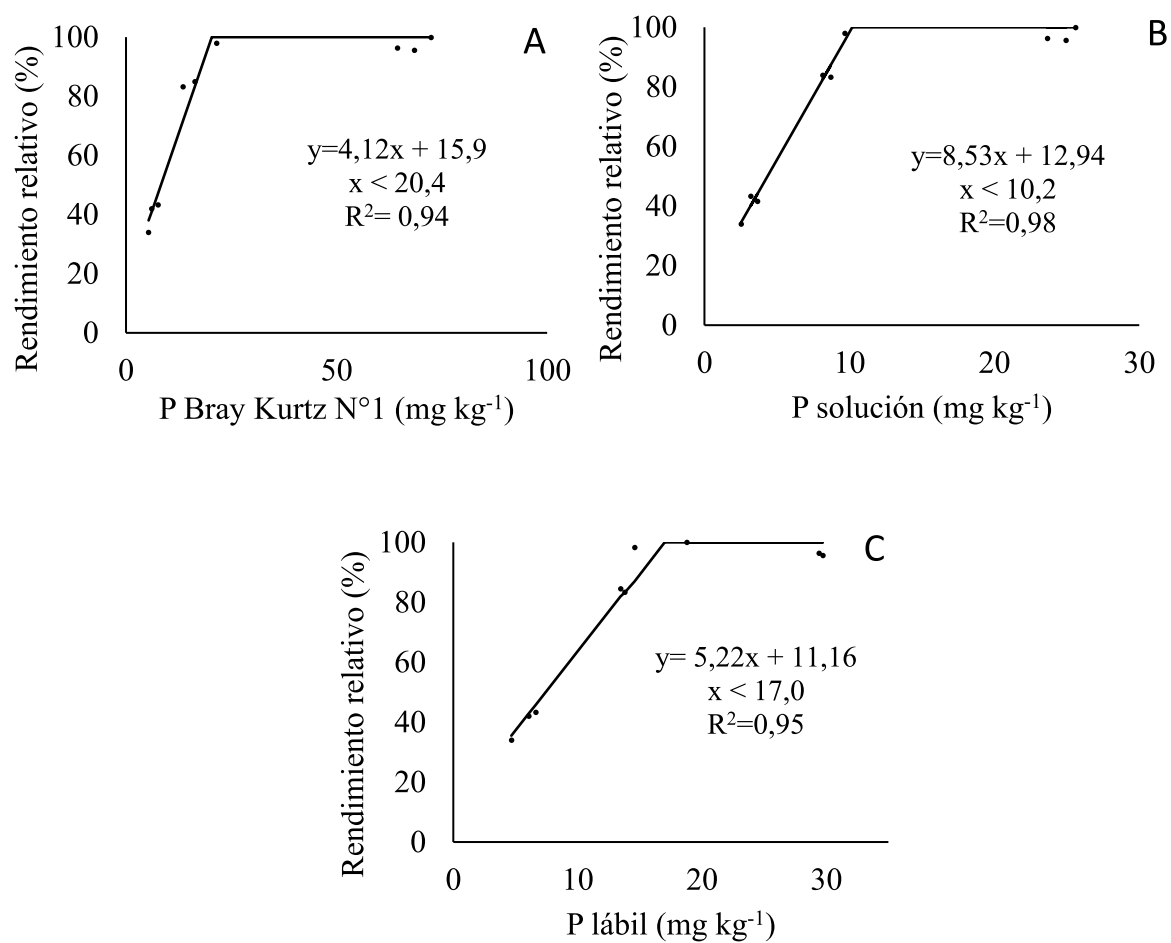 A
Rendimiento relativo (%)
100
80
60
40
20
0
y=4,12x + 15,9
x < 20,4
R²= 0,94
0 50 100
P Bray Kurtz N°1 (mg kg⁻¹)
B
Rendimiento relativo (%)
100
80
60
40
20
0
y=8,53x + 12,94
x < 10,2
R²=0,98
0 10 20 30
P solución (mg kg⁻¹)
C
Rendimiento relativo (%)
100
80
60
40
20
0
y= 5,22x + 11,16
x < 17,0
R²=0,95
0 10 20 30
P lábil (mg kg⁻¹)